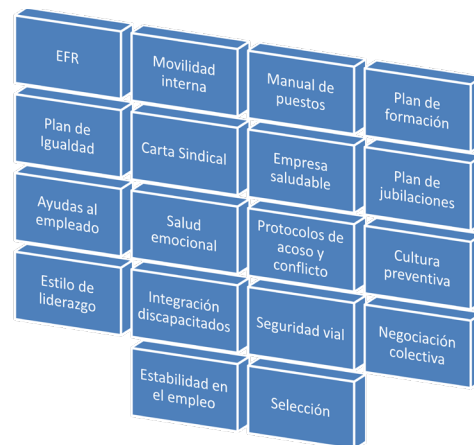 EFR
Movilidad
interna
Manual de
puestos
Plan de
formación
Plan de
Igualdad
Carta Sindical
Empresa
saludable
Plan de
jubilaciones
Ayudas al
empleado
Salud
emocional
Protocolos de
acoso y
conflicto
Cultura
preventiva
Estilo de
liderazgo
Integración
discapacitados
Seguridad vial
Negociación
colectiva
Estabilidad en
el empleo
Selección